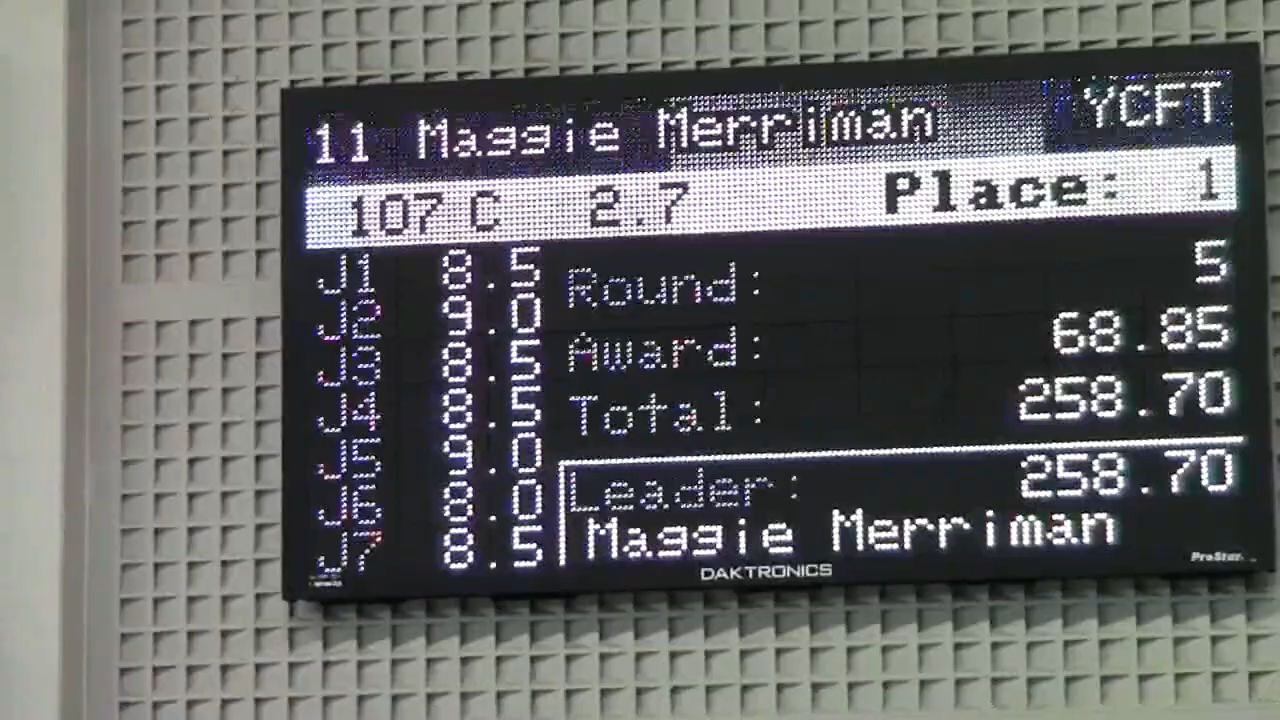 11 Maggie Merriman YCFT
107 C 2.7 Place: 1
J1 8.5
J2 9.0
J3 8.5
J4 8.5
J5 9.0
J6 8.0
J7 8.5
Round: 5
Award: 68.85
Total: 258.70
Leader: 258.70
Maggie Merriman
DAKTRONICS
ProStar